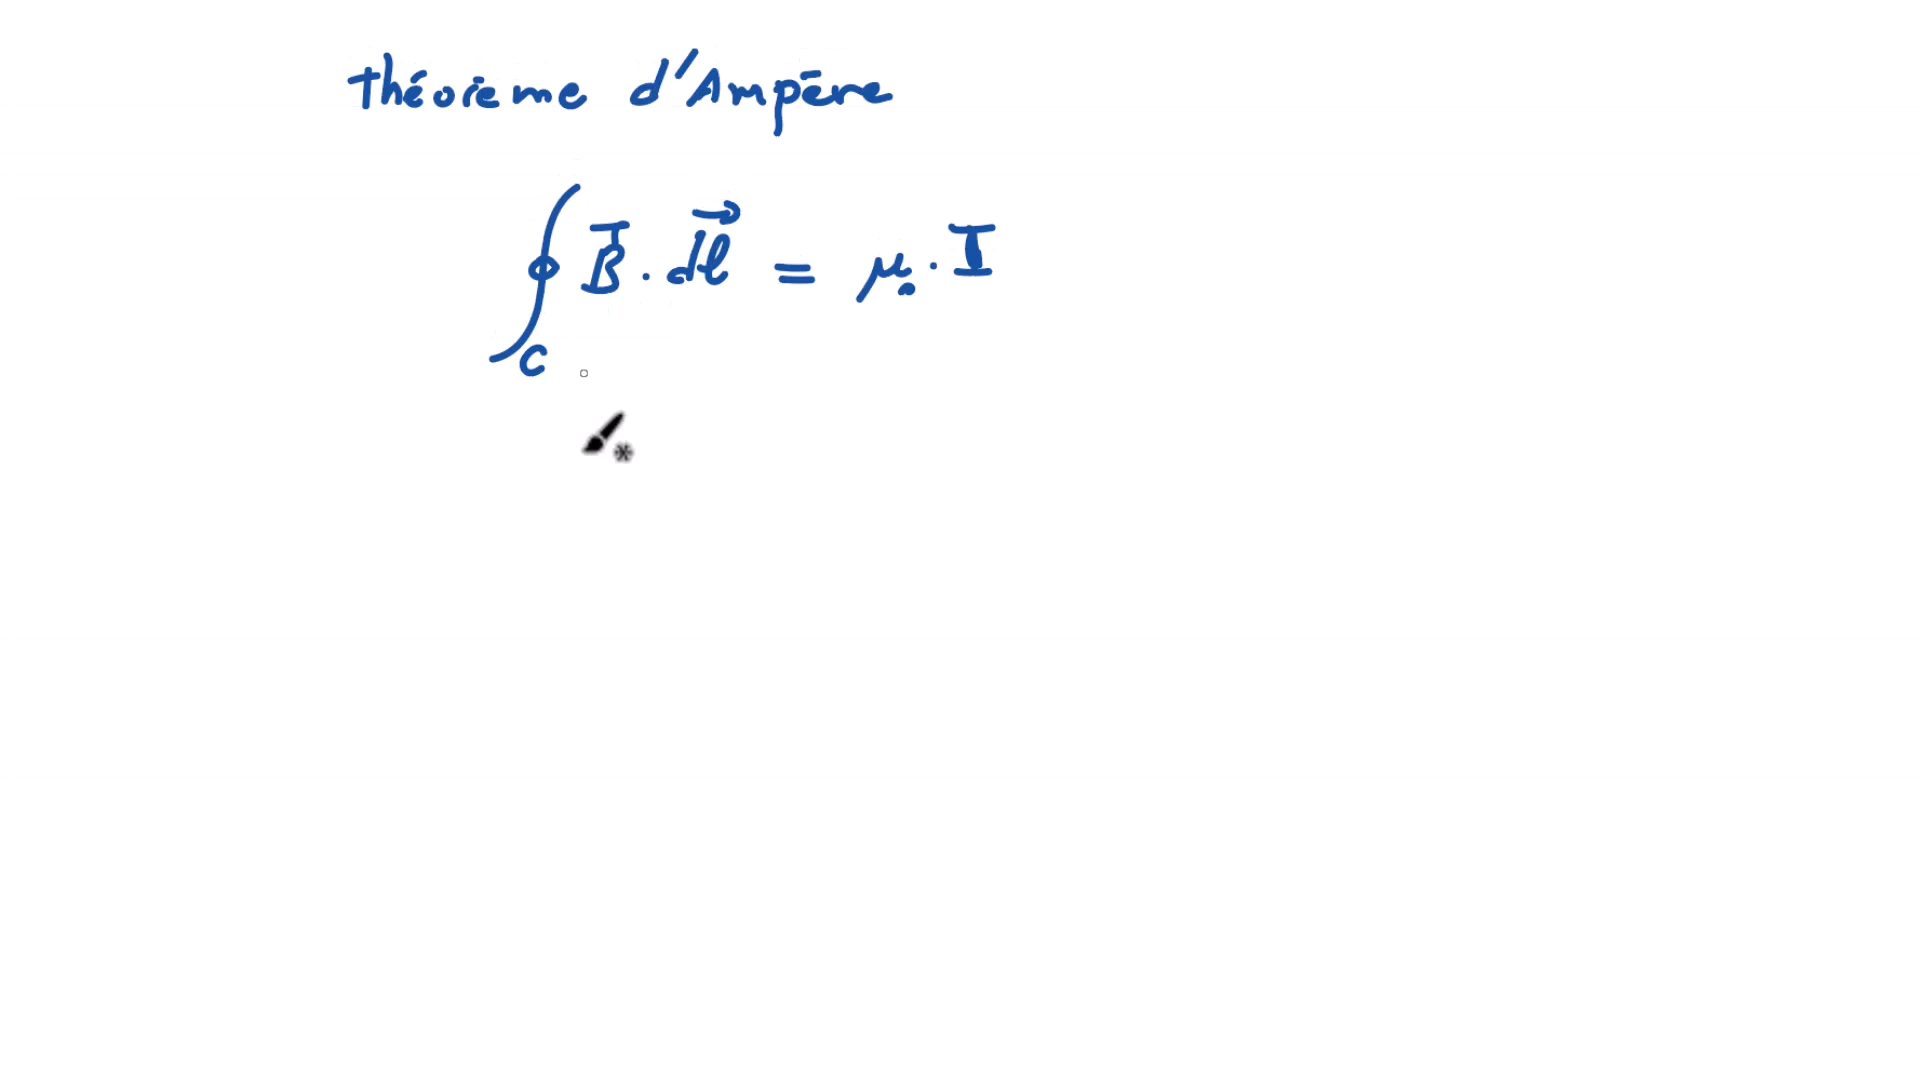 Théorème d'Ampère
∮_C B⃗ · dℓ⃗ = μ₀ · I